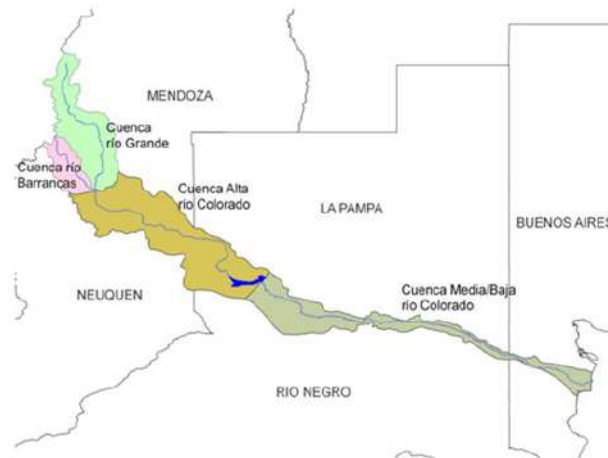 MENDOZA
Cuenca
río Grande
Cuenca río
Barrancas
Cuenca Alta
río Colorado
LA PAMPA
BUENOS AIRES
NEUQUEN
Cuenca Media/Baja
río Colorado
RIO NEGRO